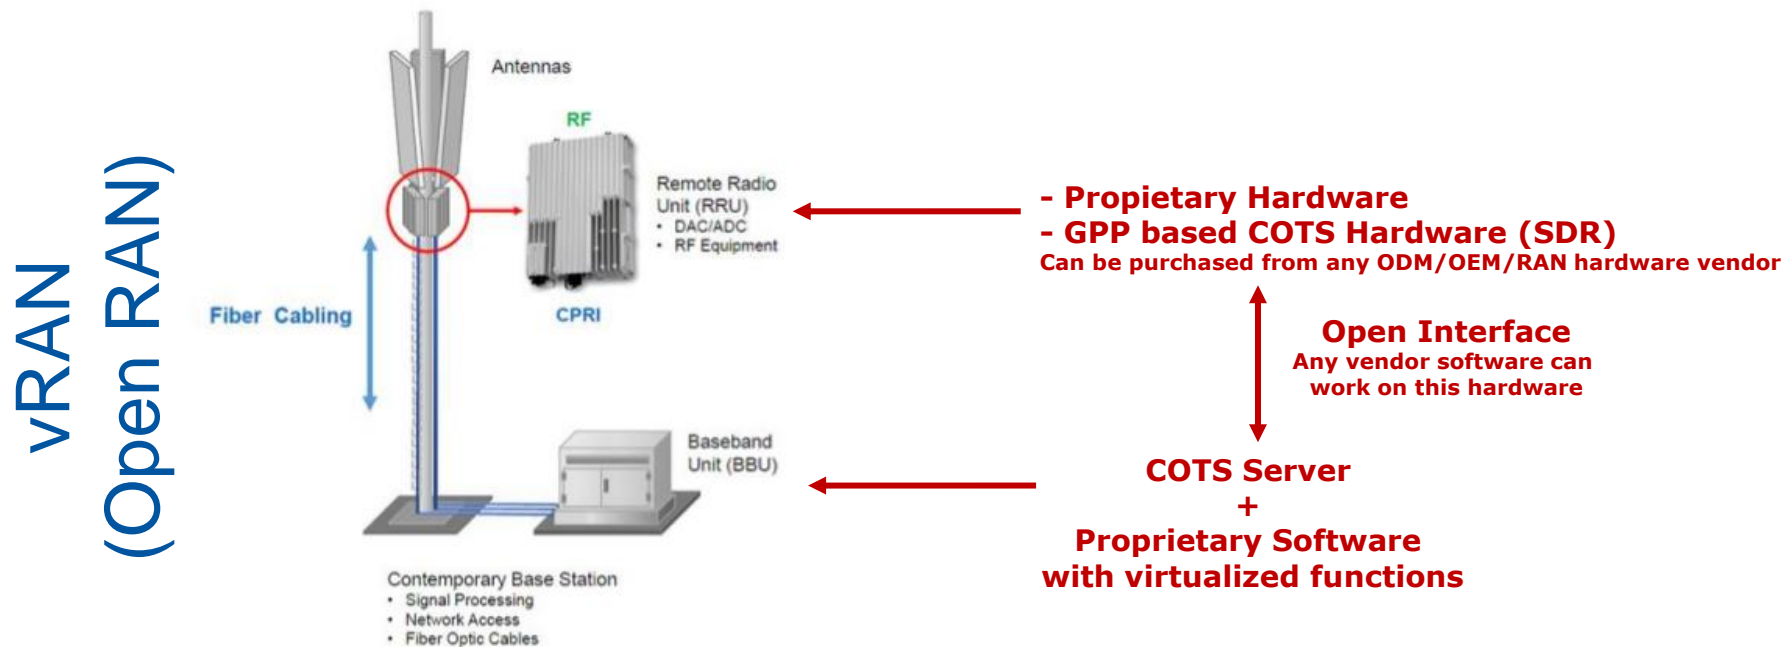 vRAN
(Open RAN)
Antennas
RF
Remote Radio
Unit (RRU)
• DAC/ADC
• RF Equipment
CPRI
Fiber Cabling
Baseband
Unit (BBU)
Contemporary Base Station
• Signal Processing
• Network Access
• Fiber Optic Cables
- Propietary Hardware
- GPP based COTS Hardware (SDR)
Can be purchased from any ODM/OEM/RAN hardware vendor
Open Interface
Any vendor software can
work on this hardware
COTS Server
+
Proprietary Software
with virtualized functions